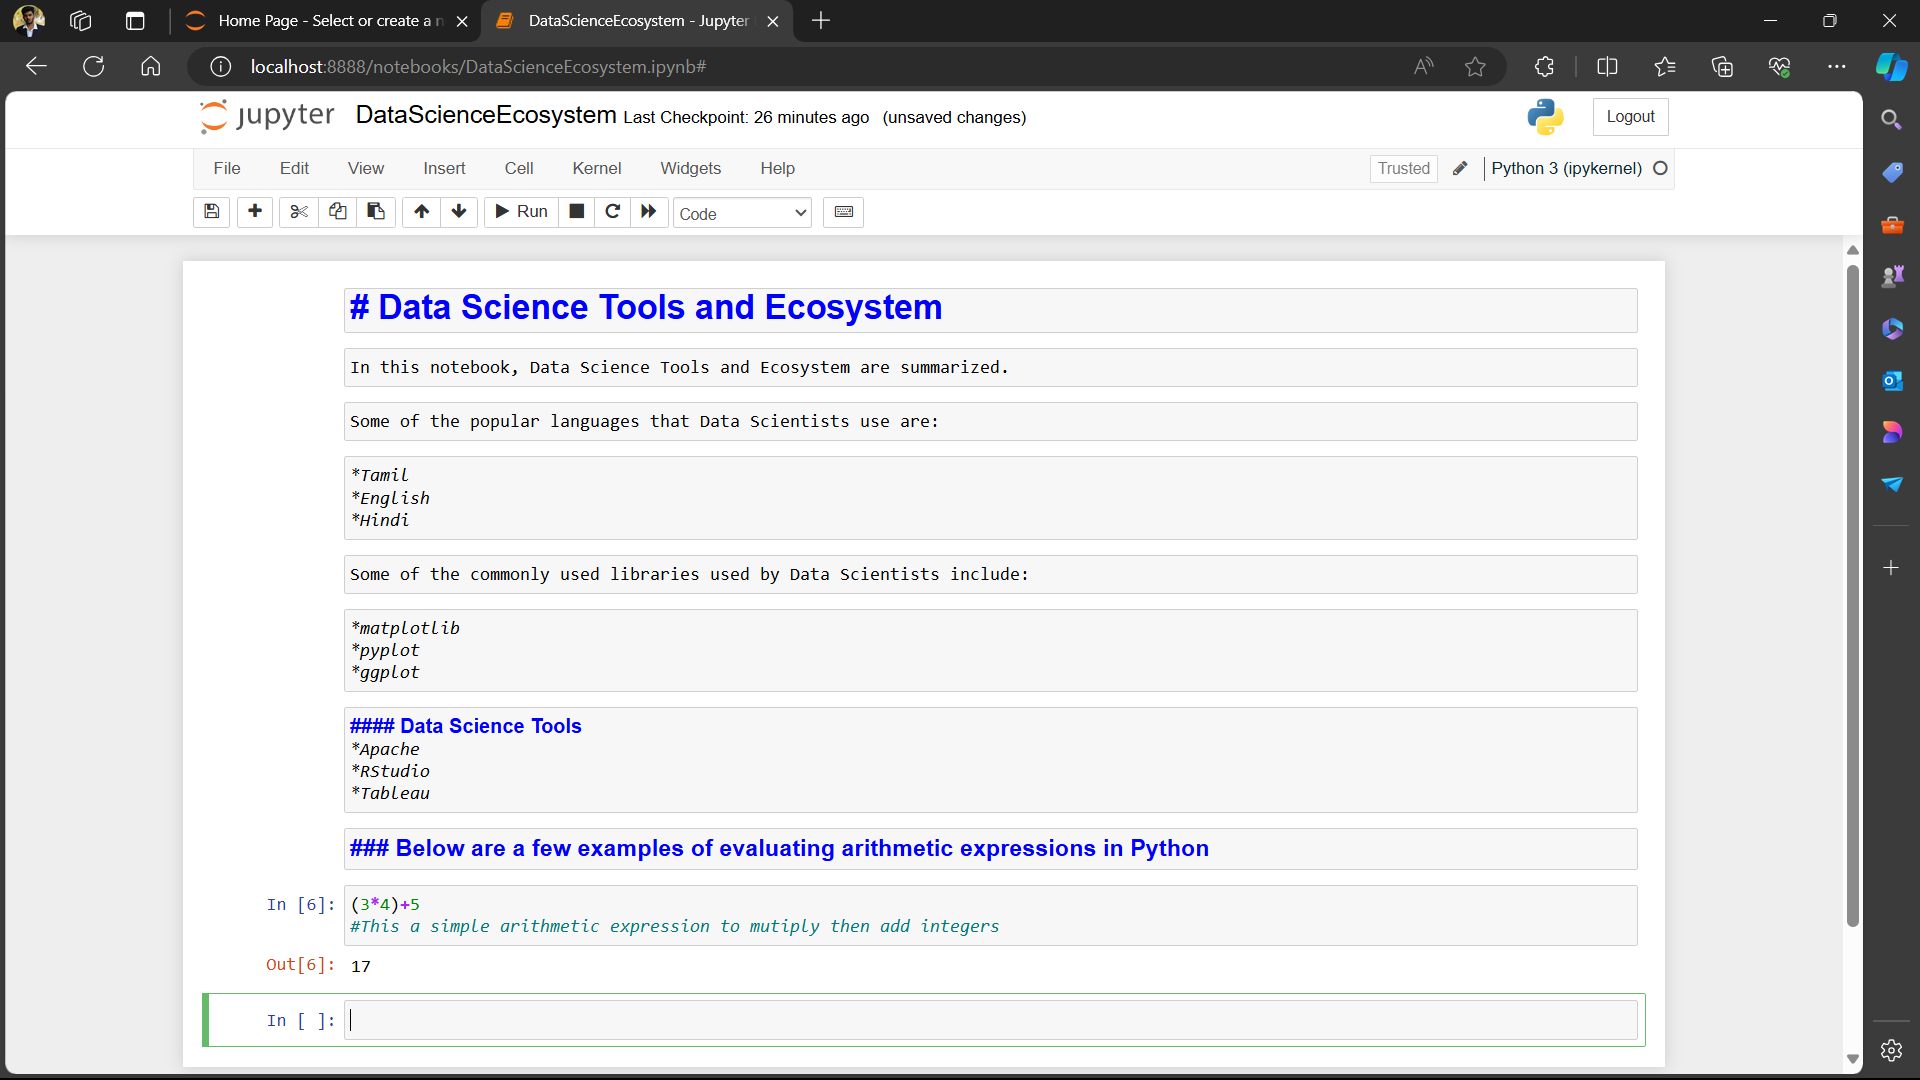 Home Page - Select or create a n
DataScienceEcosystem - Jupyter
localhost:8888/notebooks/DataScienceEcosystem.ipynb#
jupyter DataScienceEcosystem Last Checkpoint: 26 minutes ago (unsaved changes)
Logout
File Edit View Insert Cell Kernel Widgets Help
Trusted Python 3 (ipykernel)
Run Code
# Data Science Tools and Ecosystem
In this notebook, Data Science Tools and Ecosystem are summarized.
Some of the popular languages that Data Scientists use are:
*Tamil
*English
*Hindi
Some of the commonly used libraries used by Data Scientists include:
*matplotlib
*pyplot
*ggplot
#### Data Science Tools
*Apache
*RStudio
*Tableau
### Below are a few examples of evaluating arithmetic expressions in Python
In [6]: (3*4)+5
#This a simple arithmetic expression to mutiply then add integers
Out[6]: 17
In [ ]: